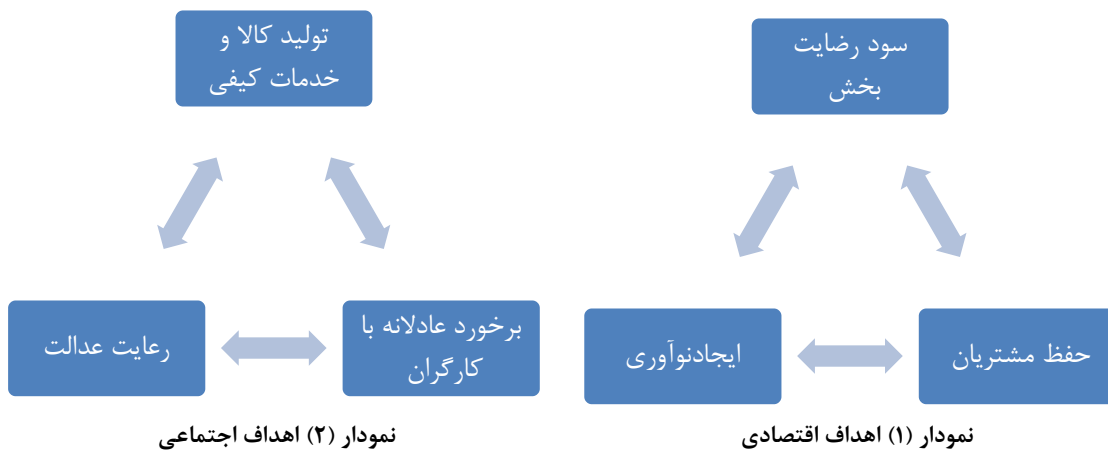 سود رضایت
بخش
حفظ مشتریان
ایجادنوآوری
نمودار (۱) اهداف اقتصادی
تولید کالا و
خدمات کیفی
برخورد عادلانه با
کارگران
رعایت عدالت
نمودار (۲) اهداف اجتماعی